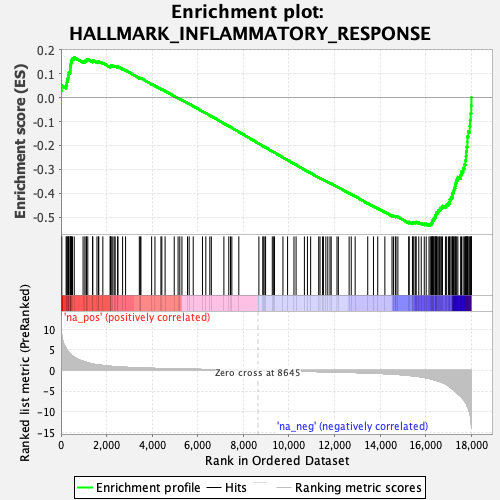 Enrichment plot:
HALLMARK_INFLAMMATORY_RESPONSE
Enrichment score (ES)
0.2
0.1
0.0
-0.1
-0.2
-0.3
-0.4
-0.5
'na_pos' (positively correlated)
Ranked list metric (PreRanked)
10
5
0
-5
-10
-15
Zero cross at 8645
'na_neg' (negatively correlated)
0 2,000 4,000 6,000 8,000 10,000 12,000 14,000 16,000 18,000
Rank in Ordered Dataset
Enrichment profile Hits Ranking metric scores